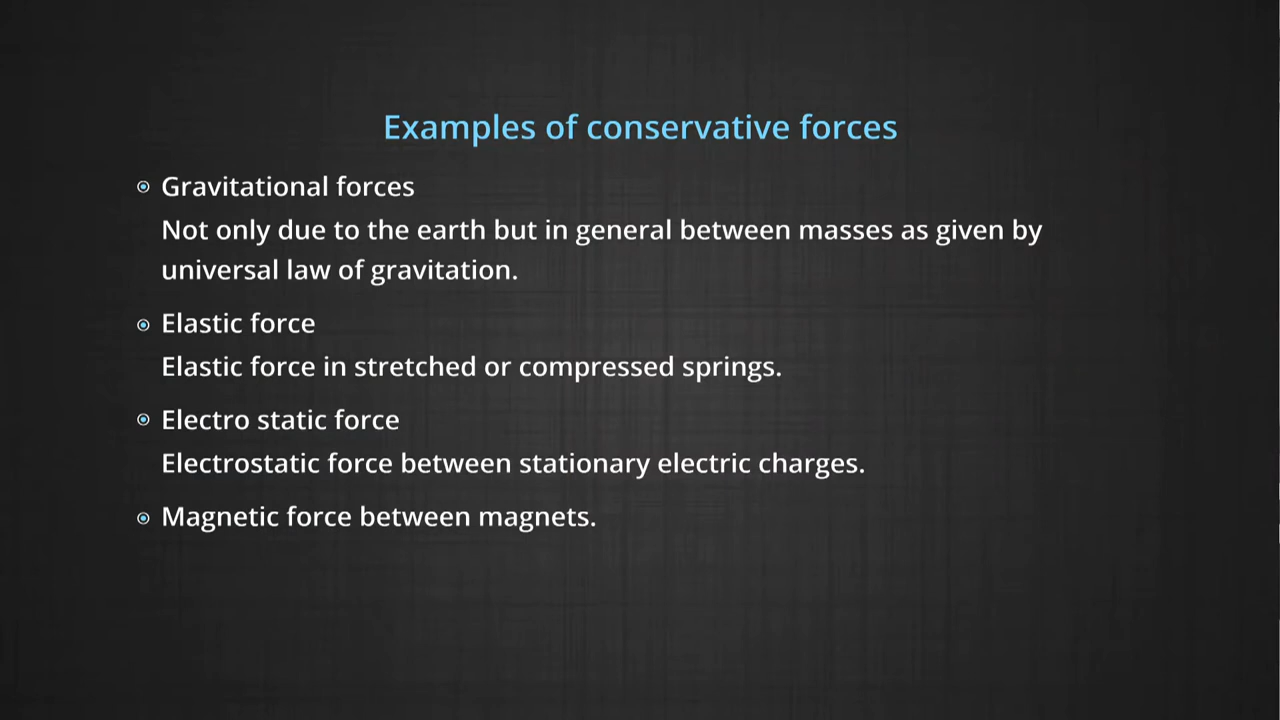 Examples of conservative forces
Gravitational forces
Not only due to the earth but in general between masses as given by
universal law of gravitation.
Elastic force
Elastic force in stretched or compressed springs.
Electro static force
Electrostatic force between stationary electric charges.
Magnetic force between magnets.